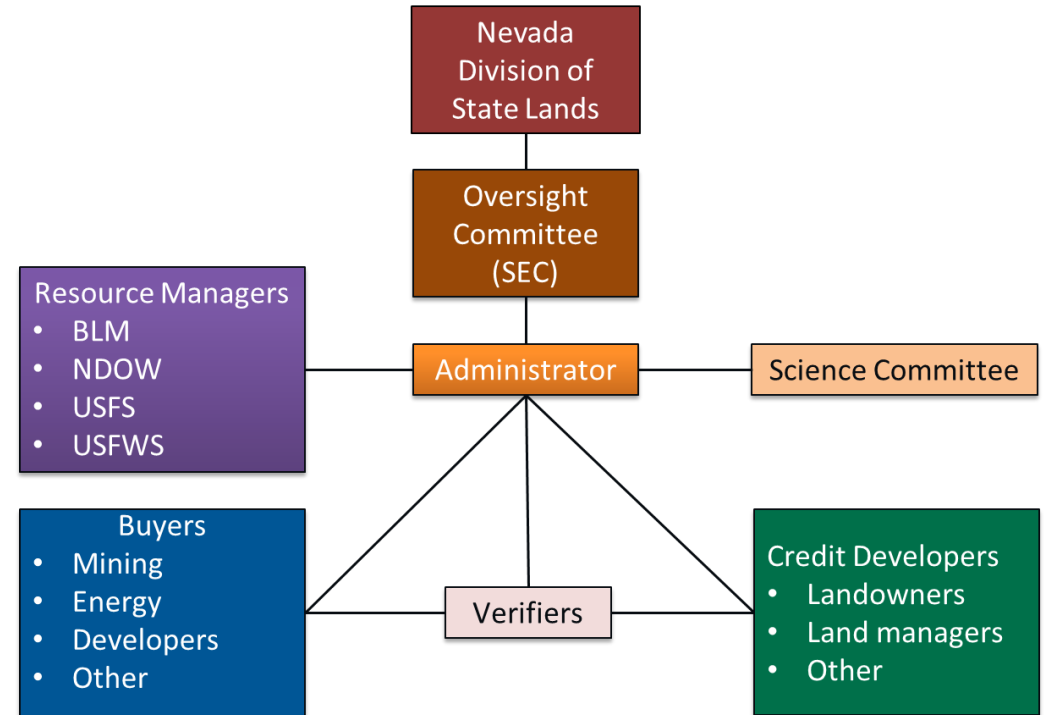 Nevada
Division of
State Lands
Oversight
Committee
(SEC)
Resource Managers
• BLM
• NDOW
• USFS
• USFWS
Administrator
Science Committee
Buyers
• Mining
• Energy
• Developers
• Other
Verifiers
Credit Developers
• Landowners
• Land managers
• Other